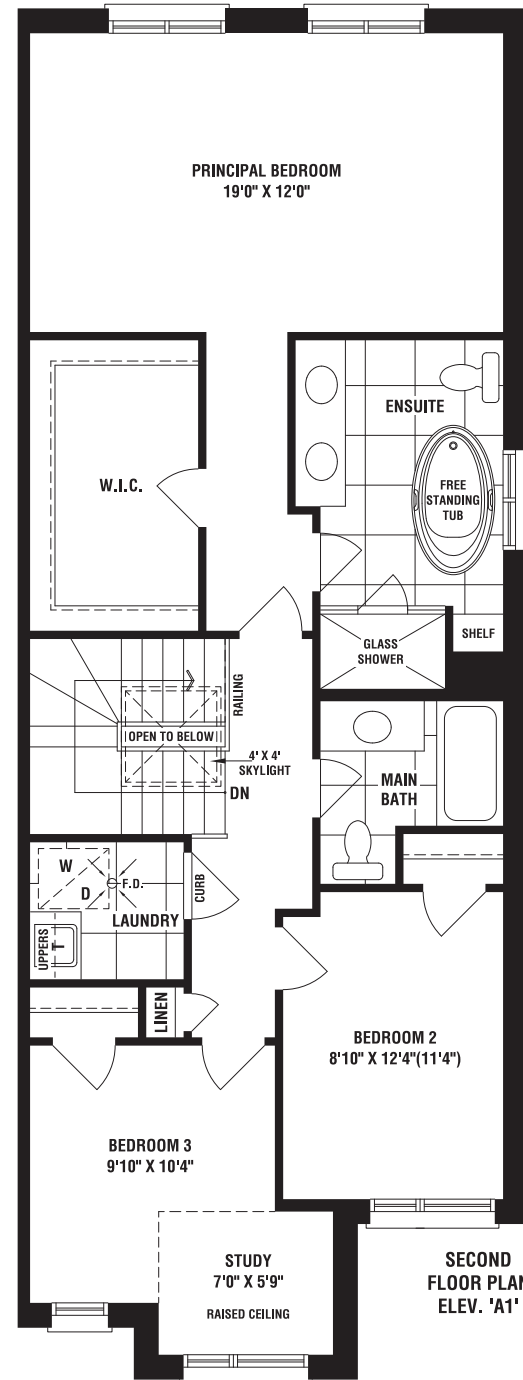 PRINCIPAL BEDROOM
19'0" X 12'0"
ENSUITE
W.I.C.
FREE
STANDING
TUB
GLASS
SHOWER
SHELF
RAILING
OPEN TO BELOW
4' X 4'
SKYLIGHT
DN
MAIN
BATH
W
F.D.
D
LAUNDRY
CURB
UPPERS
T
LINEN
BEDROOM 2
8'10" X 12'4"(11'4")
BEDROOM 3
9'10" X 10'4"
STUDY
7'0" X 5'9"
RAISED CEILING
SECOND
FLOOR PLAN
ELEV. 'A1'